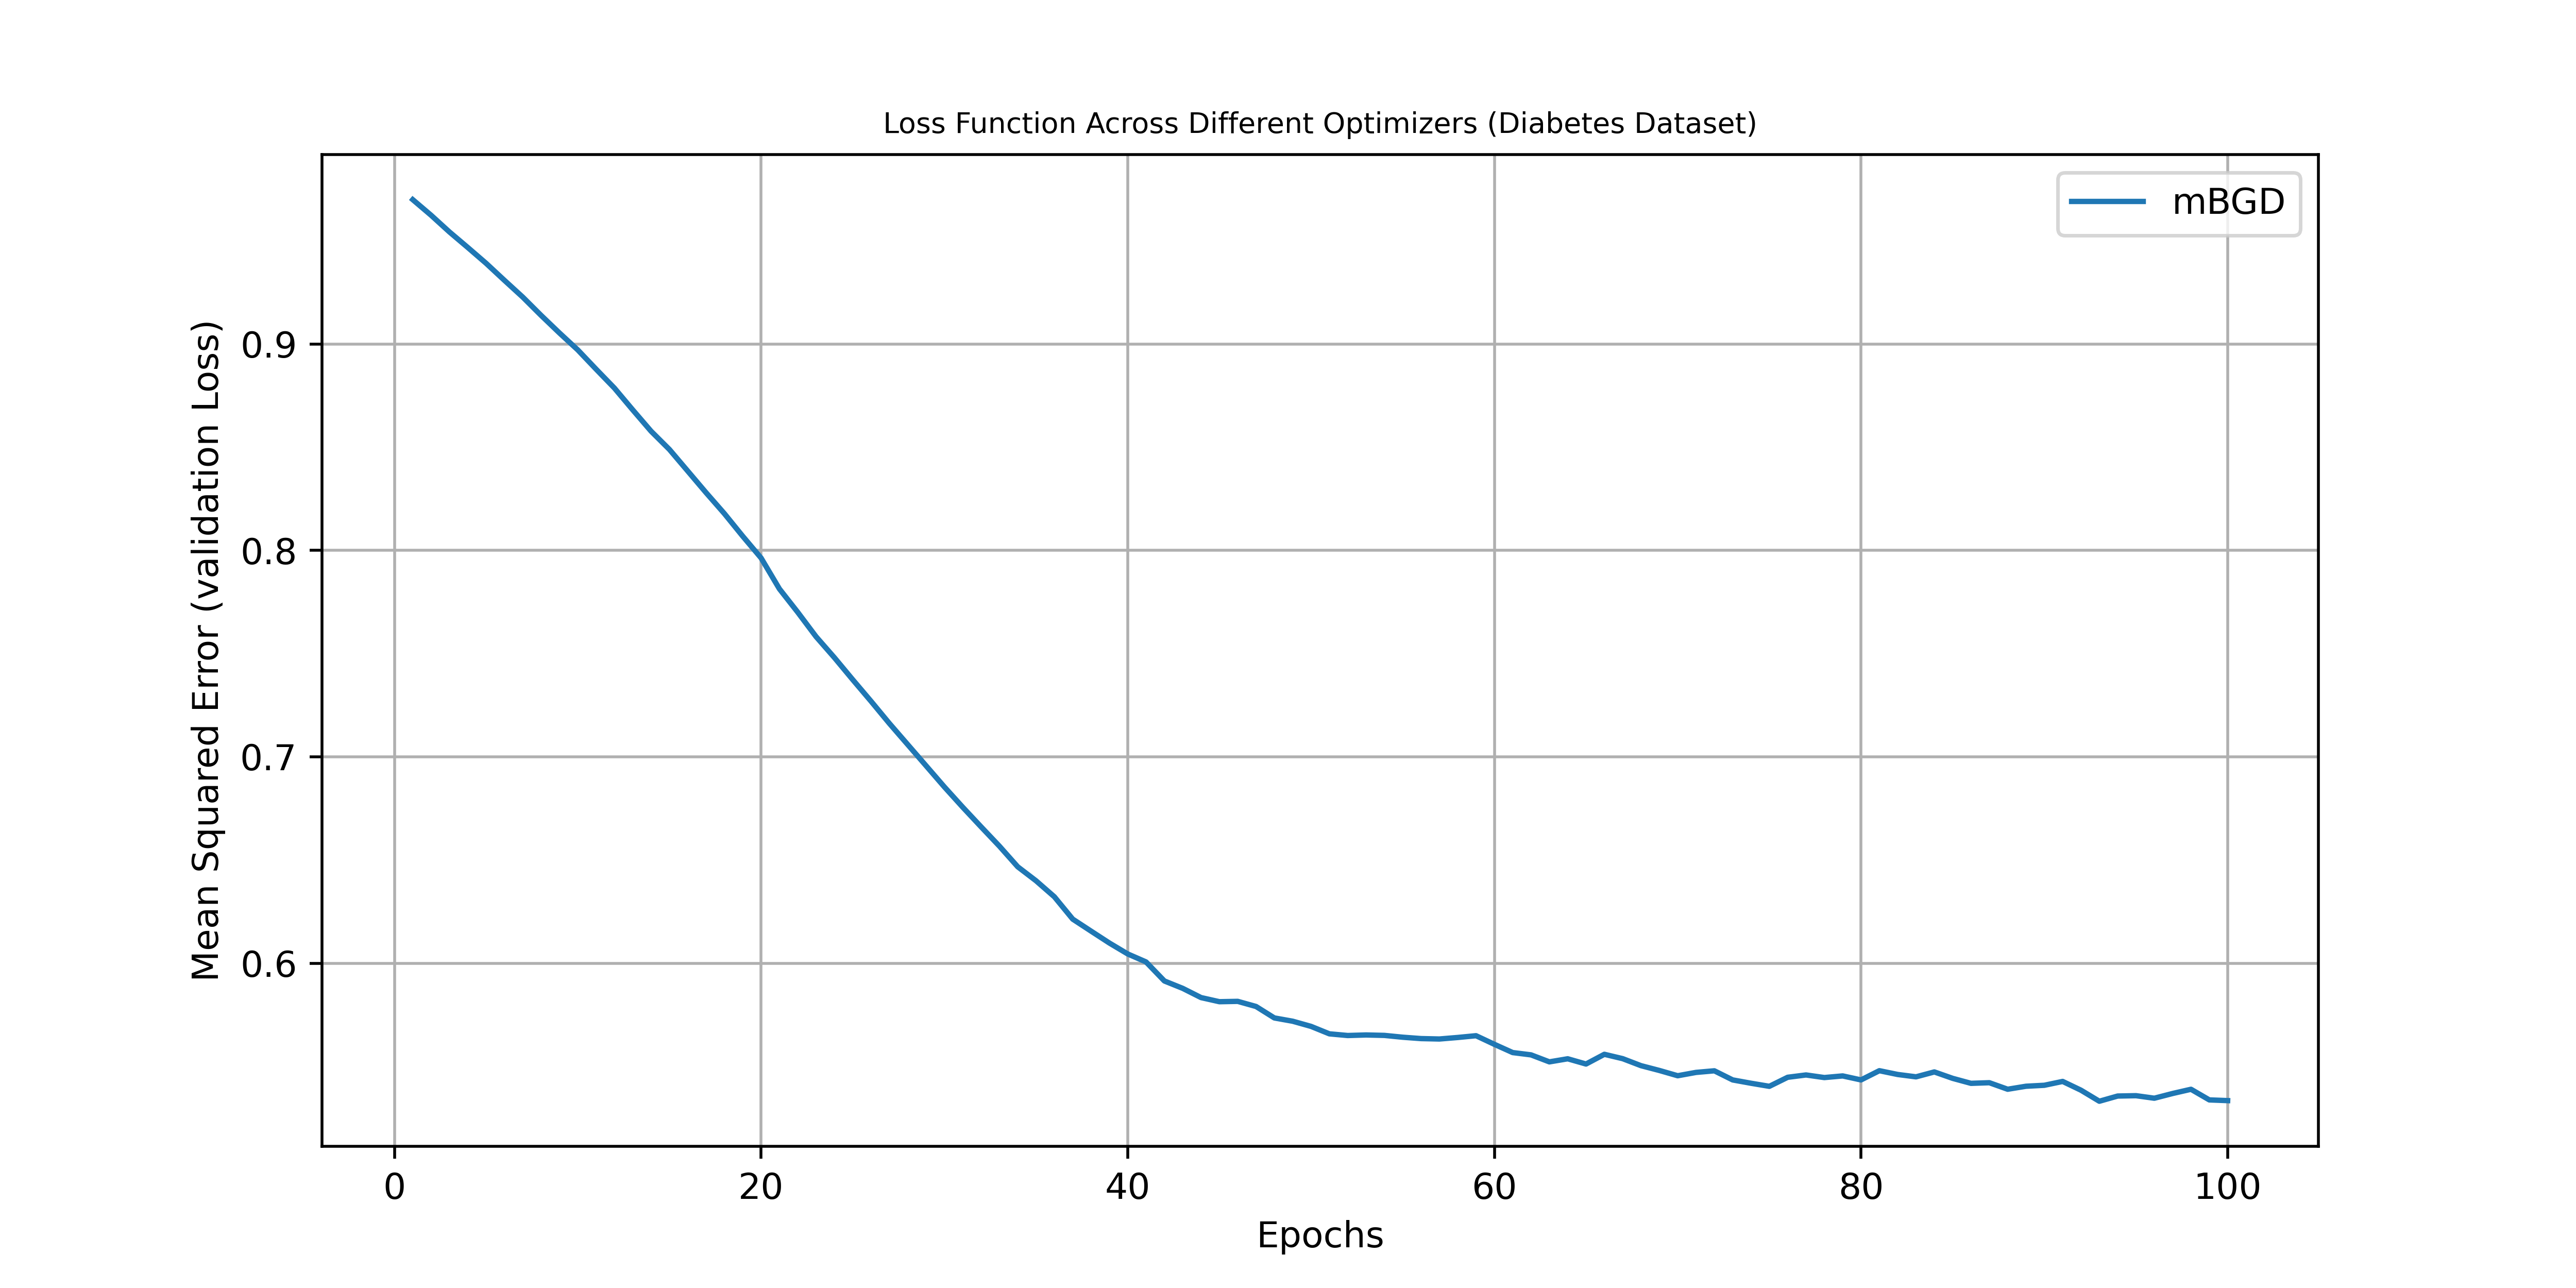 Loss Function Across Different Optimizers (Diabetes Dataset)
mBGD
Mean Squared Error (validation Loss)
0.9
0.8
0.7
0.6
0
20
40
60
80
100
Epochs